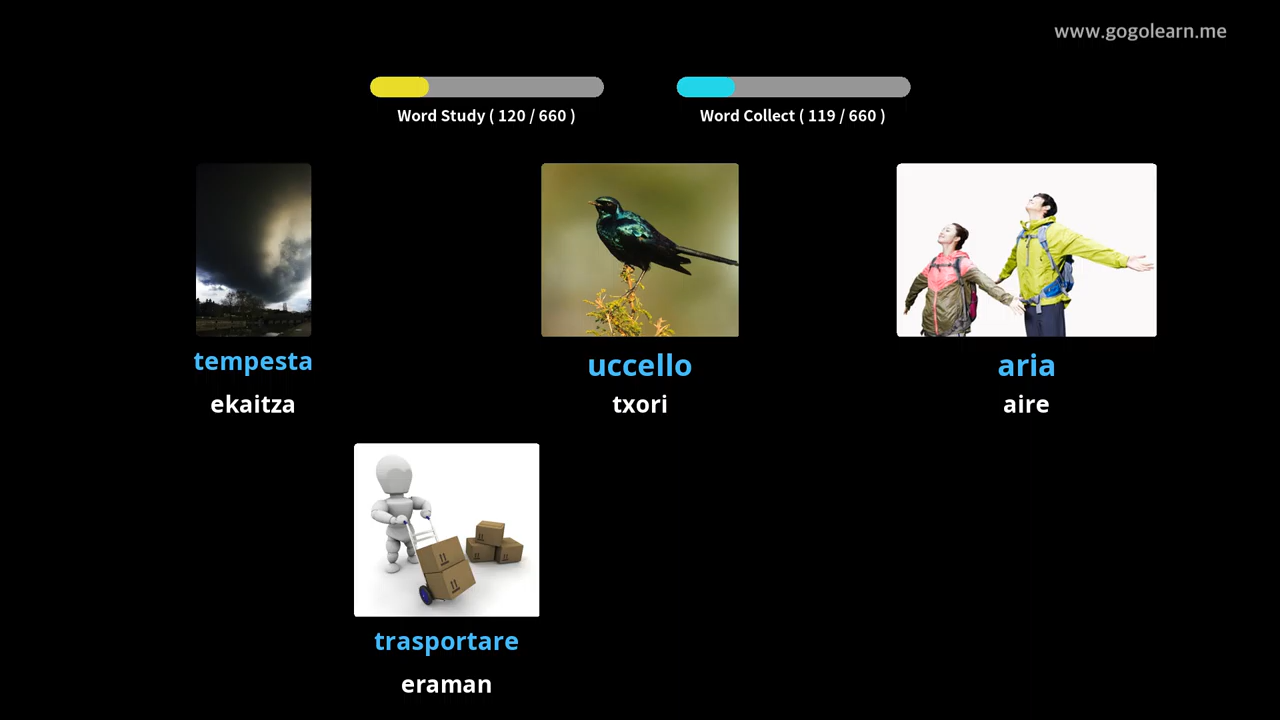 www.gogolearn.me
Word Study ( 120 / 660 )
Word Collect ( 119 / 660 )
tempesta
ekaitza
uccello
txori
aria
aire
trasportare
eraman